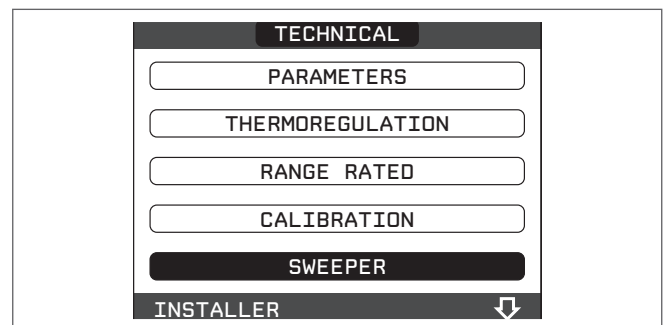 TECHNICAL
PARAMETERS
THERMOREGULATION
RANGE RATED
CALIBRATION
SWEEPER
INSTALLER